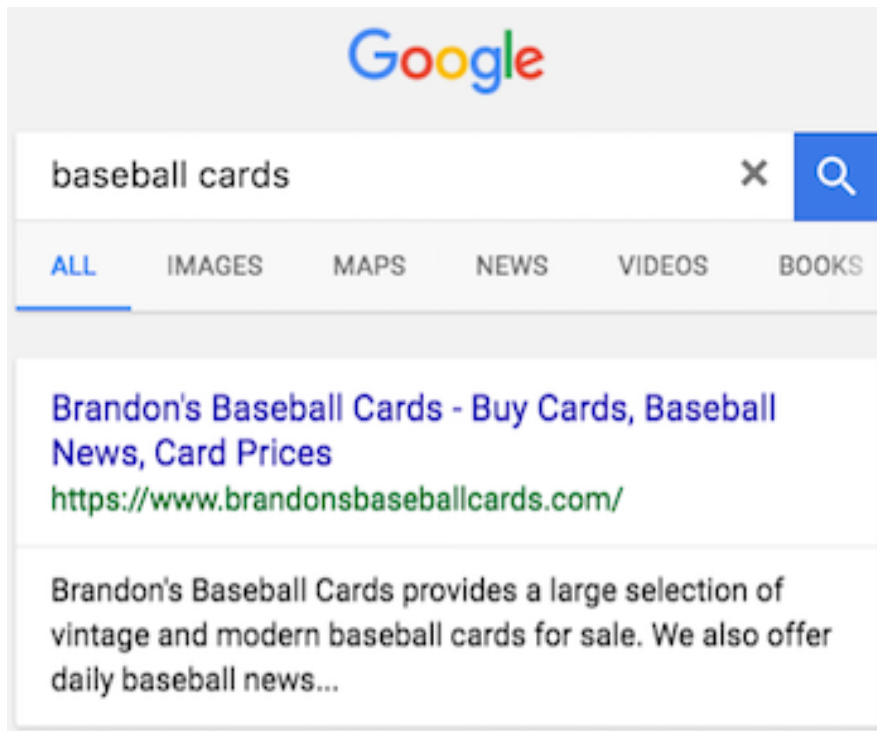 Google
baseball cards
ALL IMAGES MAPS NEWS VIDEOS BOOKS
Brandon's Baseball Cards - Buy Cards, Baseball
News, Card Prices
https://www.brandonsbaseballcards.com/
Brandon's Baseball Cards provides a large selection of
vintage and modern baseball cards for sale. We also offer
daily baseball news...